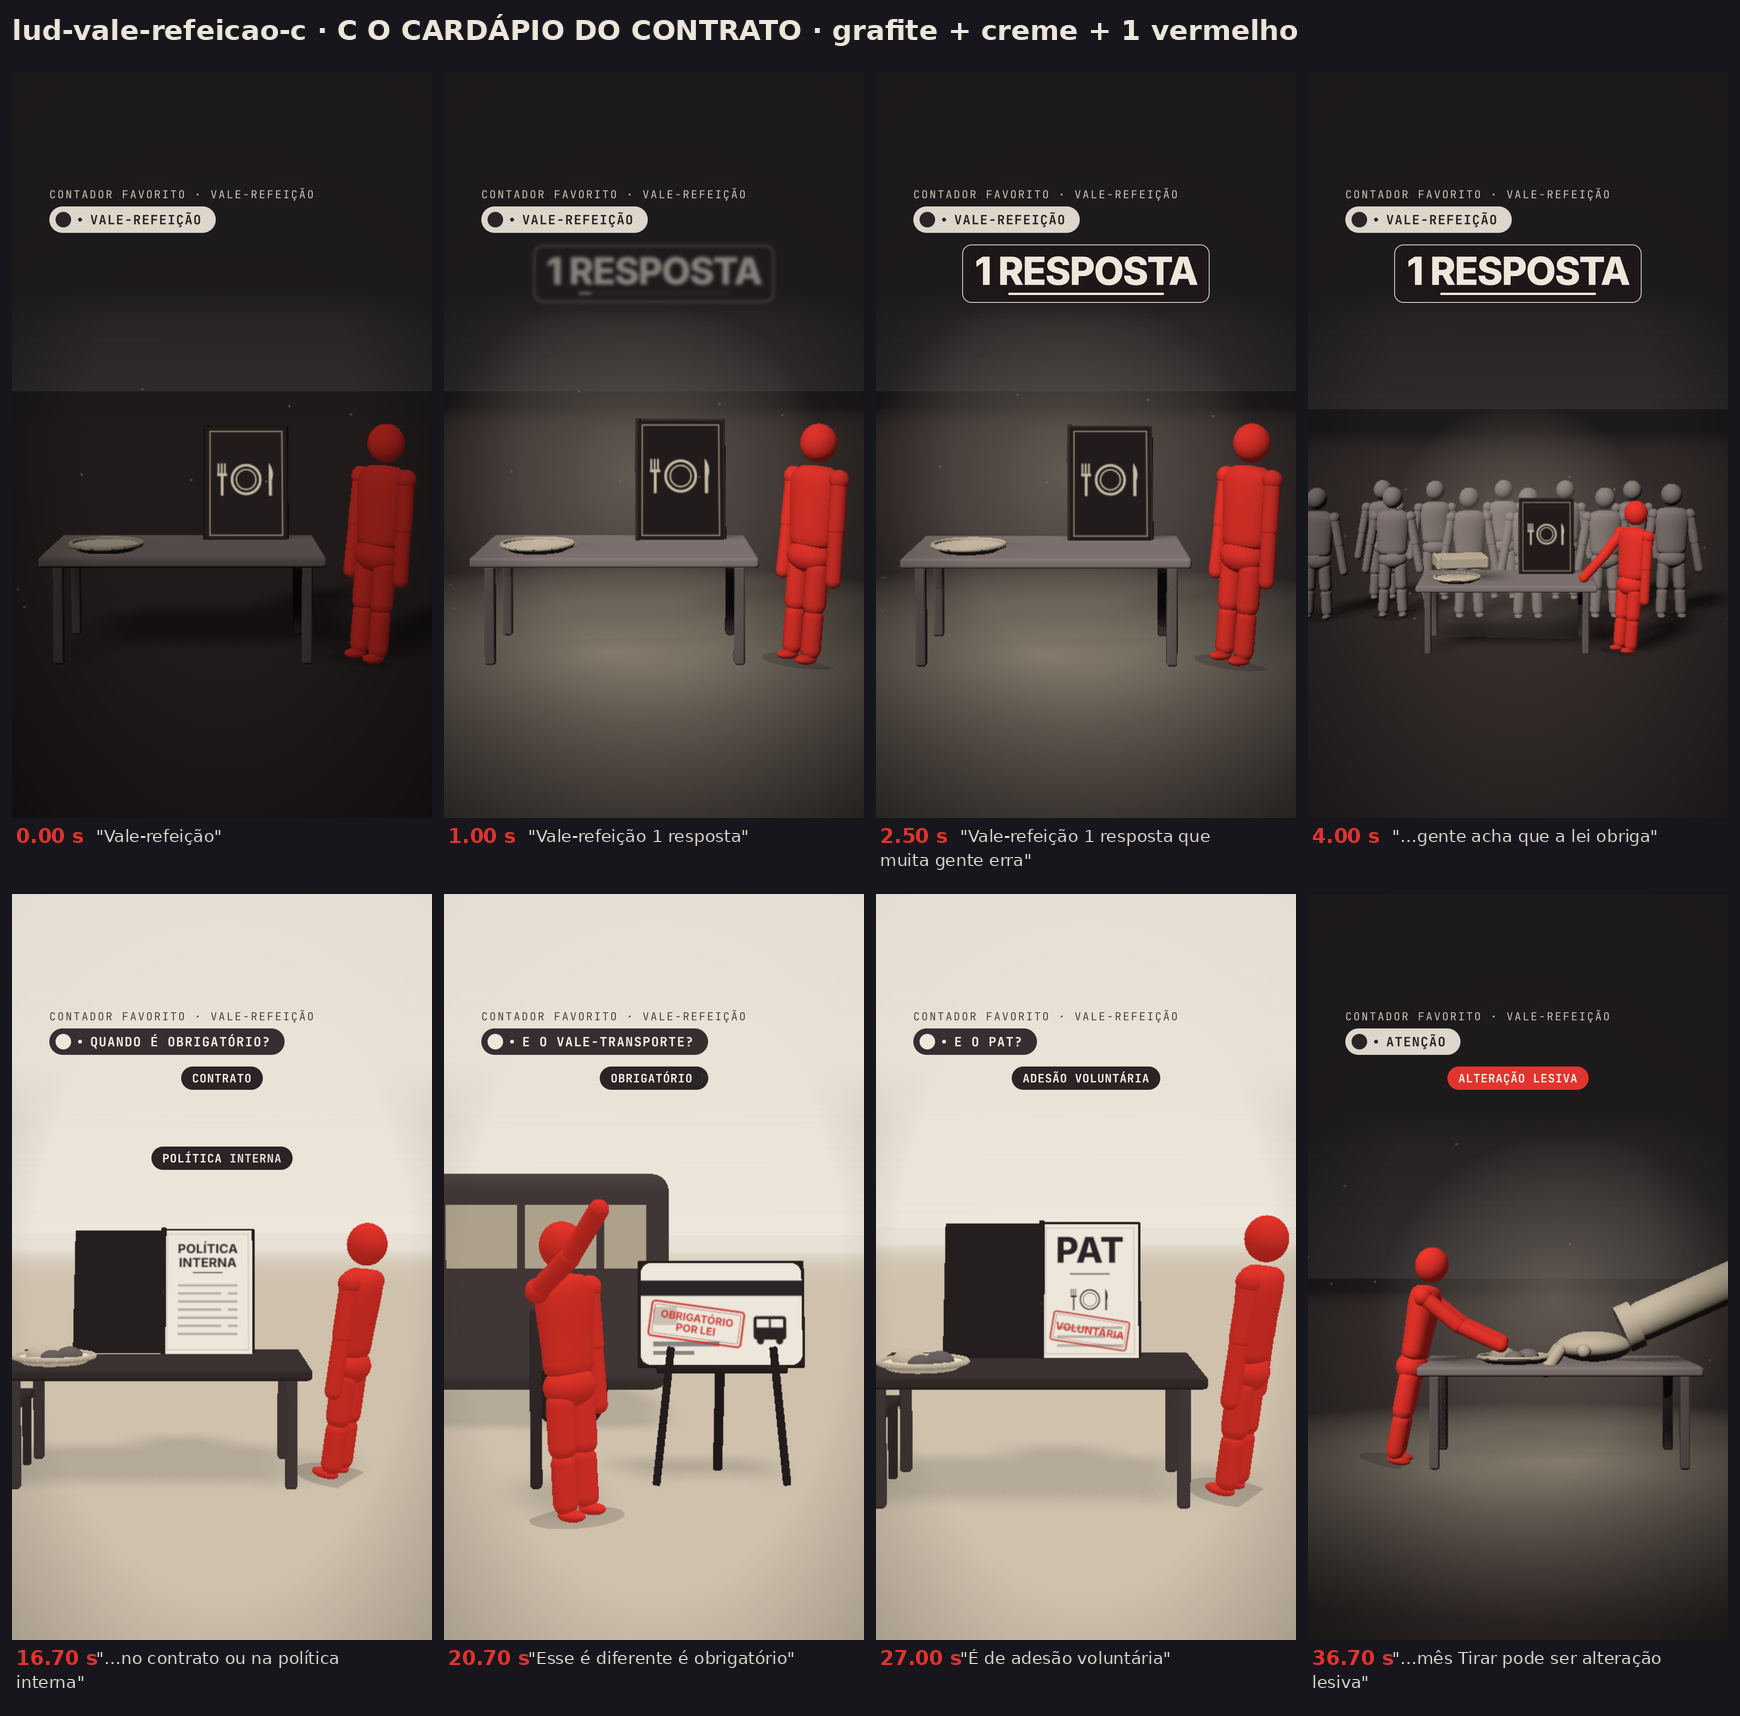 lud-vale-refeicao-c · C O CARDÁPIO DO CONTRATO · grafite + creme + 1 vermelho
CONTADOR FAVORITO · VALE-REFEIÇÃO
• VALE-REFEIÇÃO
0.00 s "Vale-refeição"
CONTADOR FAVORITO · VALE-REFEIÇÃO
• VALE-REFEIÇÃO
1 RESPOSTA
1.00 s "Vale-refeição 1 resposta"
CONTADOR FAVORITO · VALE-REFEIÇÃO
• VALE-REFEIÇÃO
1 RESPOSTA
2.50 s "Vale-refeição 1 resposta que
muita gente erra"
CONTADOR FAVORITO · VALE-REFEIÇÃO
• VALE-REFEIÇÃO
1 RESPOSTA
4.00 s "...gente acha que a lei obriga"
CONTADOR FAVORITO · VALE-REFEIÇÃO
• QUANDO É OBRIGATÓRIO?
CONTRATO
POLÍTICA INTERNA
POLÍTICA
INTERNA
16.70 s "...no contrato ou na política
interna"
CONTADOR FAVORITO · VALE-REFEIÇÃO
• E O VALE-TRANSPORTE?
OBRIGATÓRIO
OBRIGATÓRIO
POR LEI
20.70 s "Esse é diferente é obrigatório"
CONTADOR FAVORITO · VALE-REFEIÇÃO
• E O PAT?
ADESÃO VOLUNTÁRIA
PAT
VOLUNTÁRIA
27.00 s "É de adesão voluntária"
CONTADOR FAVORITO · VALE-REFEIÇÃO
• ATENÇÃO
ALTERAÇÃO LESIVA
36.70 s "...mês Tirar pode ser alteração
lesiva"